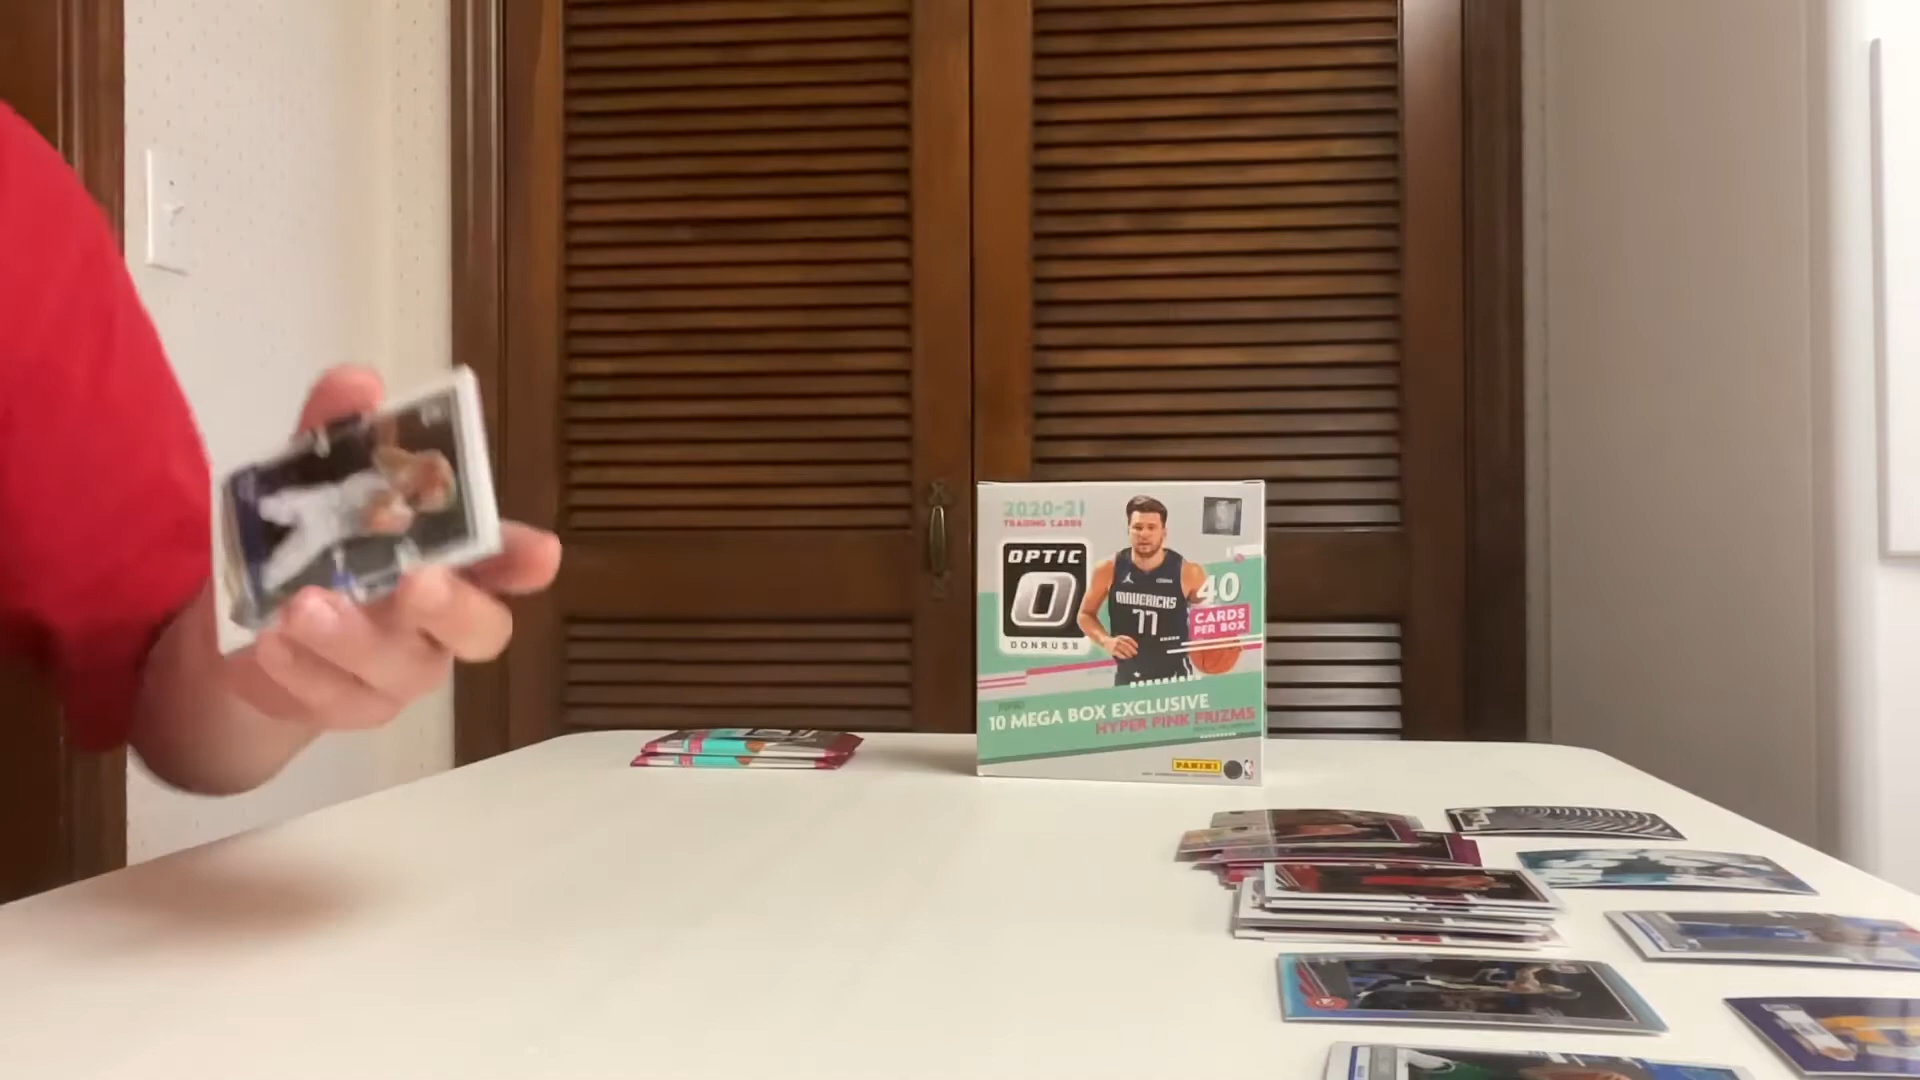 2020-21
TRADING CARDS
OPTIC
DONRUSS
MAVERICKS
77
40
CARDS
PER BOX
10 MEGA BOX EXCLUSIVE
HYPER PINK PRIZMS
PANINI